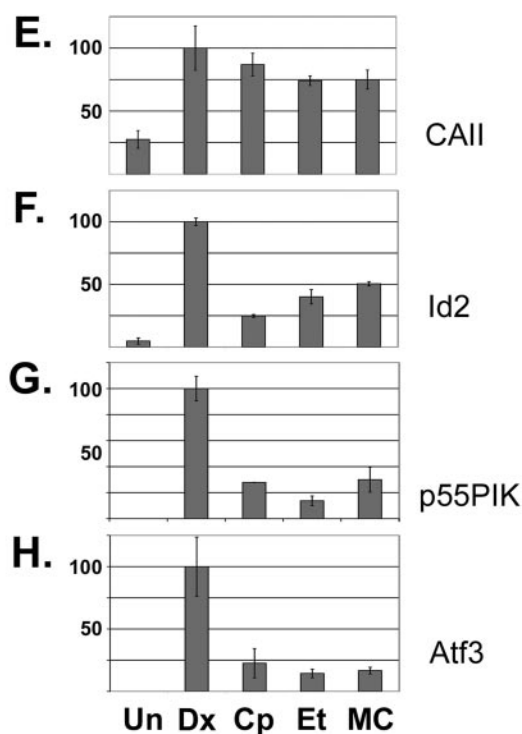 E.
100
50
CAII
F.
100
50
Id2
G.
100
50
p55PIK
H.
100
50
Atf3
Un Dx Cp Et MC